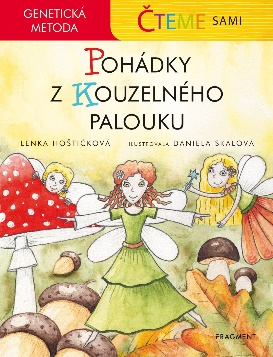 GENETICKÁ
METODA
ČTEME SAMI
POHÁDKY
Z KOUZELNÉHO
PALOUKU
LENKA HOŠTIČKOVÁ
ILUSTROVALA DANIELA SKALOVÁ
FRAGMENT